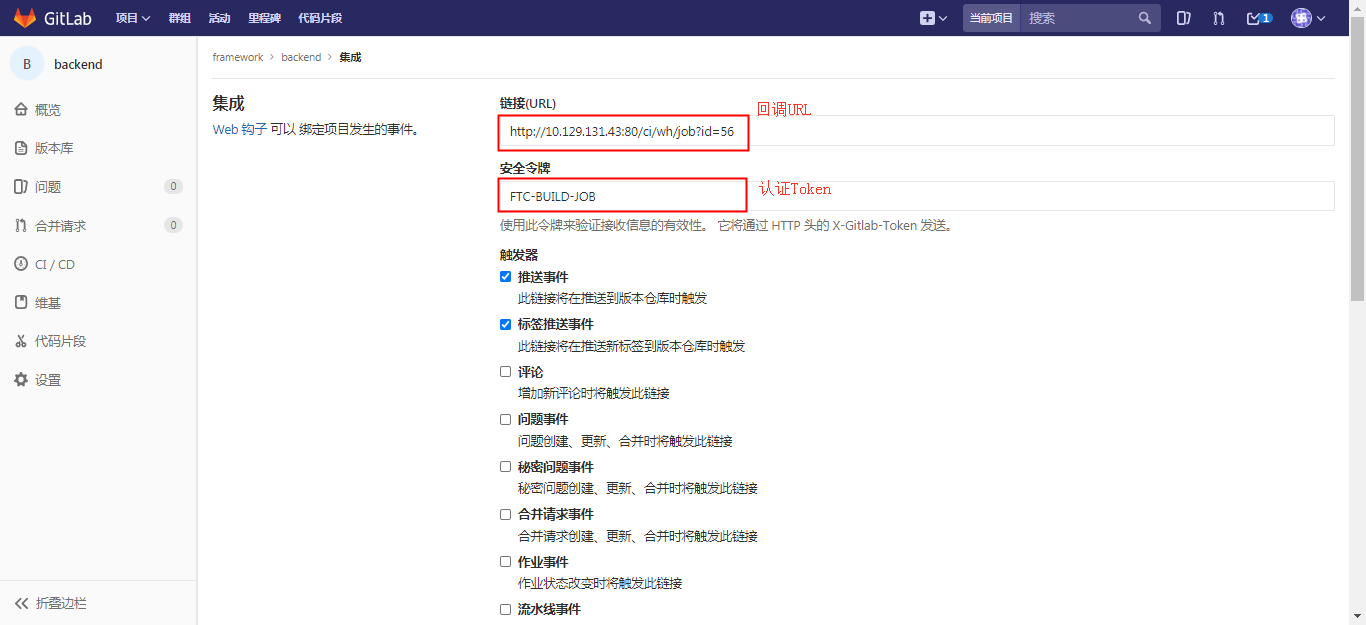 GitLab 项目 群组 活动 里程碑 代码片段 当前项目 搜索 1
B backend
framework › backend › 集成
概览
版本库
问题 0
合并请求 0
CI / CD
维基
代码片段
设置
折叠边栏
集成
Web 钩子 可以 绑定项目发生的事件。
链接(URL)
回调URL
http://10.129.131.43:80/ci/wh/job?id=56
安全令牌
认证Token
FTC-BUILD-JOB
使用此令牌来验证接收信息的有效性。 它将通过 HTTP 头的 X-Gitlab-Token 发送。
触发器
推送事件
此链接将在推送到版本仓库时触发
标签推送事件
此链接将在推送新标签到版本仓库时触发
评论
增加新评论时将触发此链接
问题事件
问题创建、更新、合并时将触发此链接
秘密问题事件
秘密问题创建、更新、合并时将触发此链接
合并请求事件
合并请求创建、更新、合并时将触发此链接
作业事件
作业状态改变时将触发此链接
流水线事件